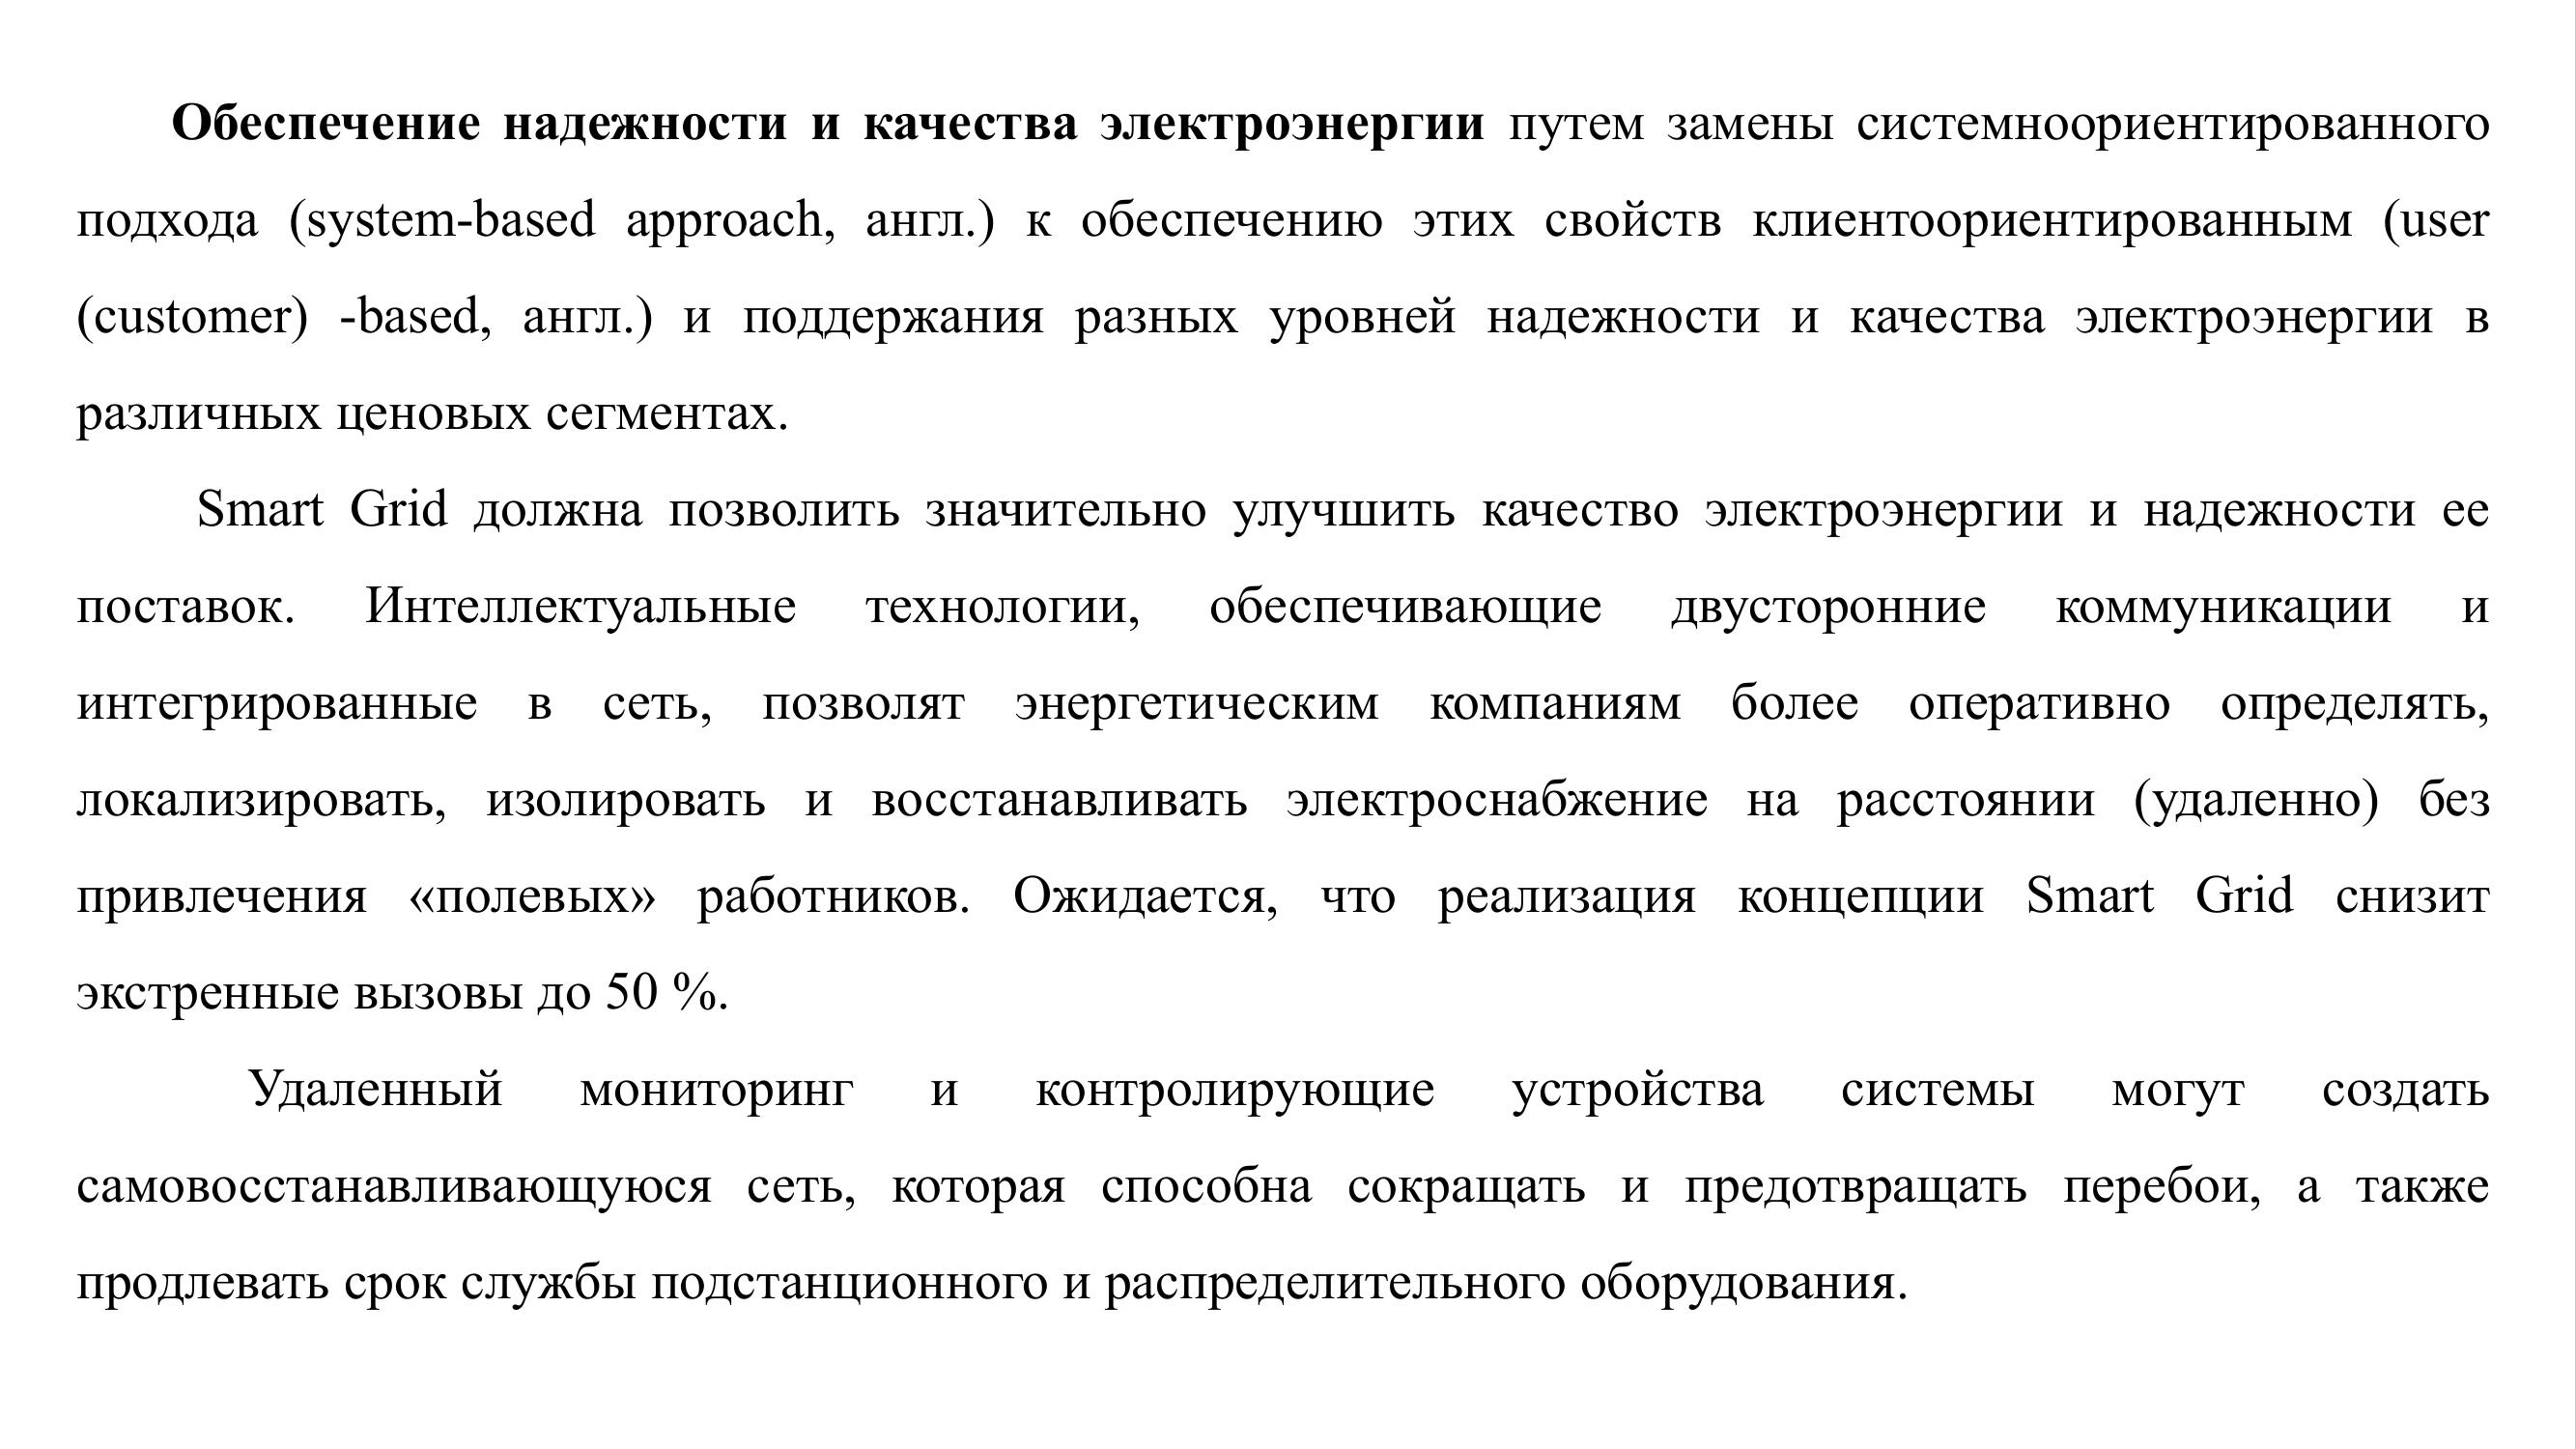 Обеспечение надежности и качества электроэнергии путем замены системноориентированного
подхода (system-based approach, англ.) к обеспечению этих свойств клиентоориентированным (user
(customer) -based, англ.) и поддержания разных уровней надежности и качества электроэнергии в
различных ценовых сегментах.
Smart Grid должна позволить значительно улучшить качество электроэнергии и надежности ее
поставок. Интеллектуальные технологии, обеспечивающие двусторонние коммуникации и
интегрированные в сеть, позволят энергетическим компаниям более оперативно определять,
локализировать, изолировать и восстанавливать электроснабжение на расстоянии (удаленно) без
привлечения «полевых» работников. Ожидается, что реализация концепции Smart Grid снизит
экстренные вызовы до 50 %.
Удаленный мониторинг и контролирующие устройства системы могут создать
самовосстанавливающуюся сеть, которая способна сокращать и предотвращать перебои, а также
продлевать срок службы подстанционного и распределительного оборудования.